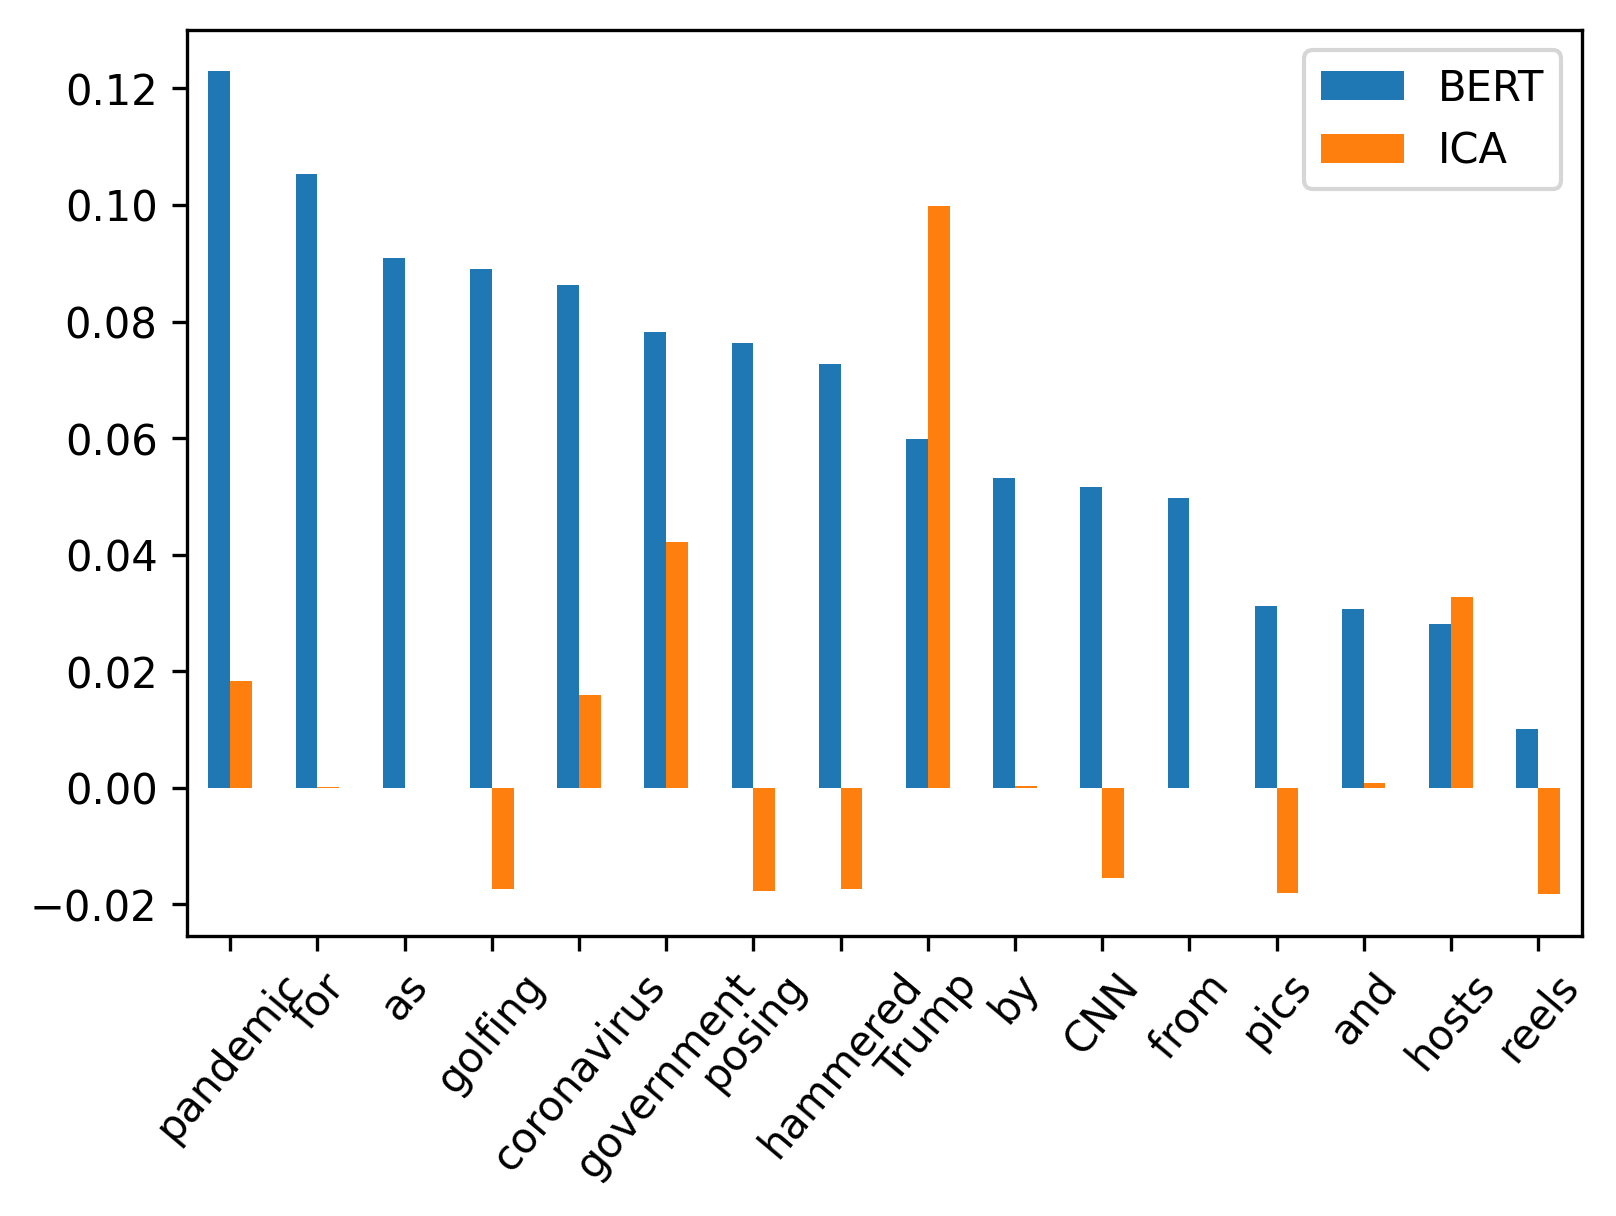 BERT
ICA
0.12
0.10
0.08
0.06
0.04
0.02
0.00
−0.02
pandemic
for
as
golfing
coronavirus
government
posing
hammered
Trump
by
CNN
from
pics
and
hosts
reels